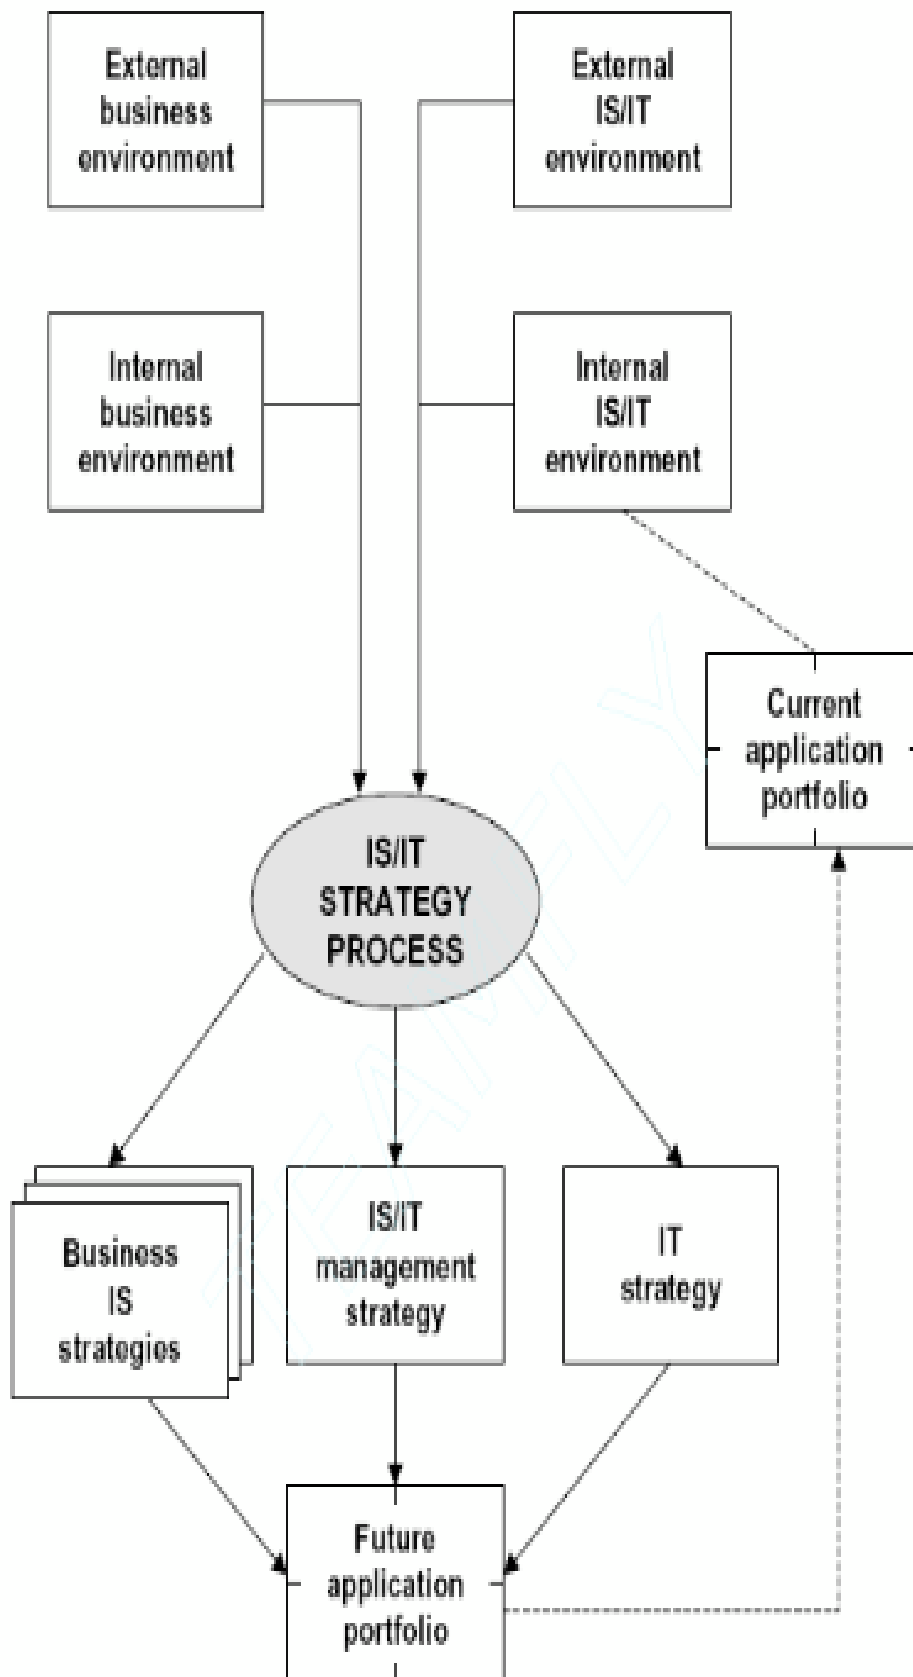 External
business
environment
External
IS/IT
environment
Internal
business
environment
Internal
IS/IT
environment
Current
application
portfolio
IS/IT
STRATEGY
PROCESS
Business
IS
strategies
IS/IT
management
strategy
IT
strategy
Future
application
portfolio
TEAMFLY